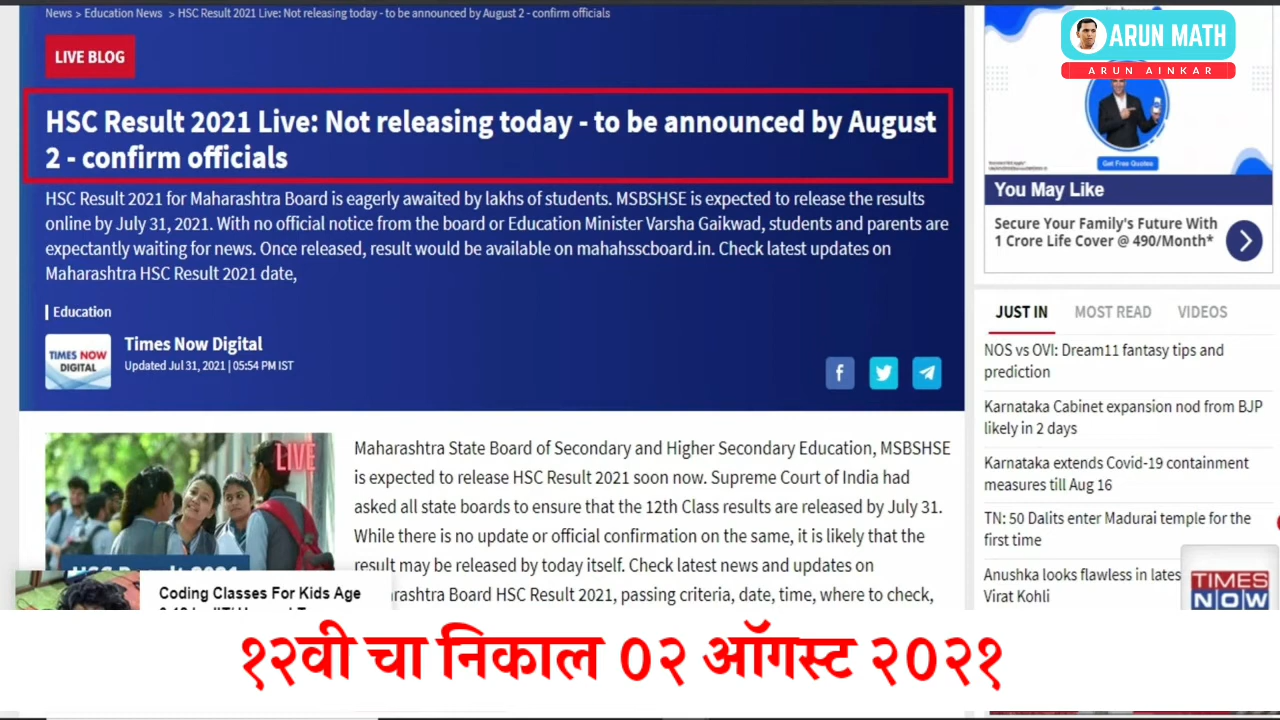 News > Education News > HSC Result 2021 Live: Not releasing today - to be announced by August 2 - confirm officials
LIVE BLOG
HSC Result 2021 Live: Not releasing today - to be announced by August
2 - confirm officials
HSC Result 2021 for Maharashtra Board is eagerly awaited by lakhs of students. MSBSHSE is expected to release the results
online by July 31, 2021. With no official notice from the board or Education Minister Varsha Gaikwad, students and parents are
expectantly waiting for news. Once released, result would be available on mahahsscboard.in. Check latest updates on
Maharashtra HSC Result 2021 date,
Education
TIMES NOW
DIGITAL
Times Now Digital
Updated Jul 31, 2021 | 05:54 PM IST
LIVE
Maharashtra State Board of Secondary and Higher Secondary Education, MSBSHSE
is expected to release HSC Result 2021 soon now. Supreme Court of India had
asked all state boards to ensure that the 12th Class results are released by July 31.
While there is no update or official confirmation on the same, it is likely that the
result may be released by today itself. Check latest news and updates on
Board HSC Result 2021, passing criteria, date, time, where to check,
Coding Classes For Kids Age
ARUN MATH
ARUN AINKAR
Get Free Quotes
You May Like
Secure Your Family's Future With
1 Crore Life Cover @ 490/Month*
JUST IN MOST READ VIDEOS
NOS vs OVI: Dream11 fantasy tips and
prediction
Karnataka Cabinet expansion nod from BJP
likely in 2 days
Karnataka extends Covid-19 containment
measures till Aug 16
TN: 50 Dalits enter Madurai temple for the
first time
Anushka looks flawless in
Virat Kohli
TIMES
NOW
१२वी चा निकाल ०२ ऑगस्ट २०२१